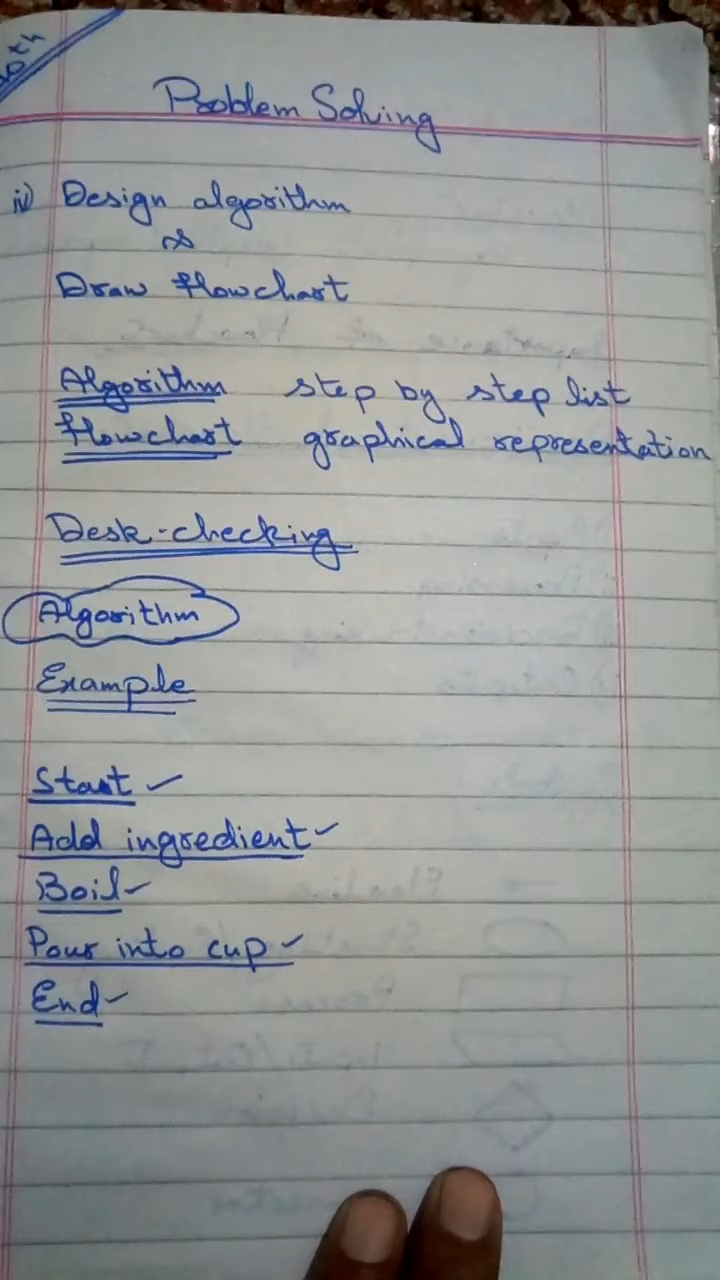 10th
Problem Solving
iv) Design algorithm
or
Draw flowchart
Algorithm step by step list
flowchart graphical representation
Desk-checking
Algorithm
Example
Start ✓
Add ingredient ✓
Boil ✓
Pour into cup ✓
End ✓